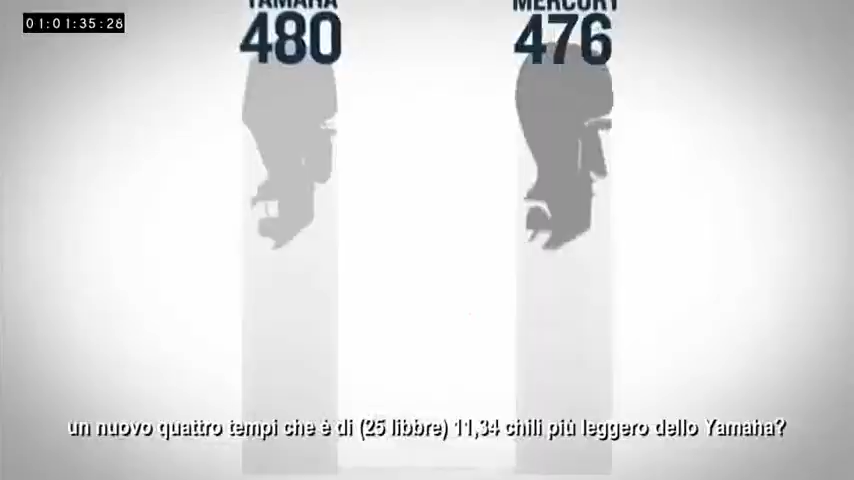 01:01:35:28
YAMAHA MERCURY
480 476
un nuovo quattro tempi che è di (25 libbre) 11,34 chili più leggero dello Yamaha?